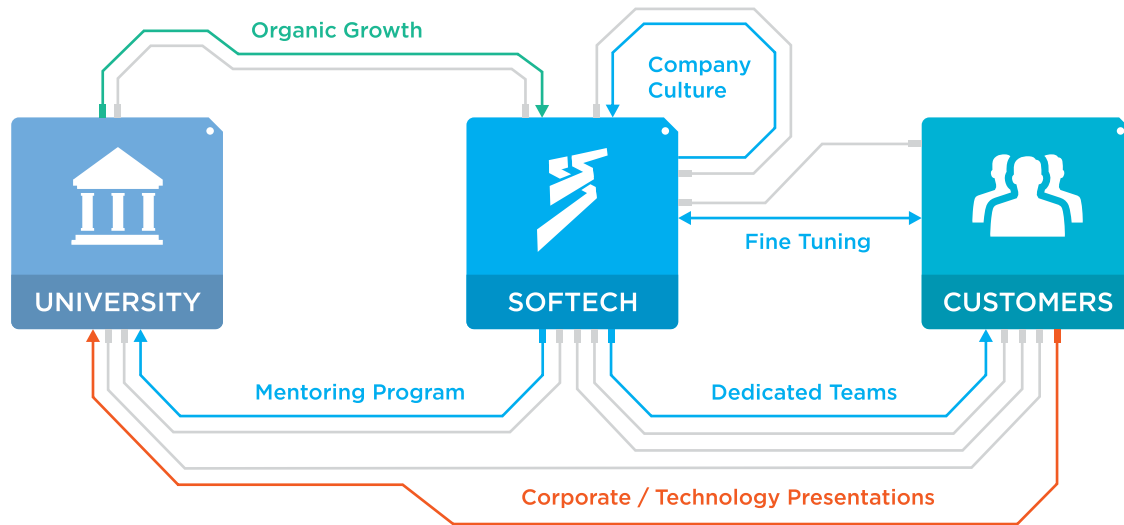 Organic Growth
Company
Culture
Fine Tuning
UNIVERSITY
SOFTECH
CUSTOMERS
Mentoring Program
Dedicated Teams
Corporate / Technology Presentations